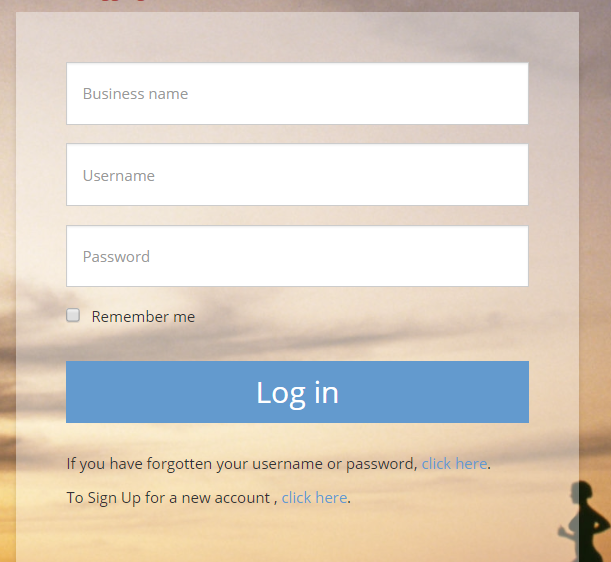 Business name
Username
Password
Remember me
Log in
If you have forgotten your username or password, click here.
To Sign Up for a new account , click here.